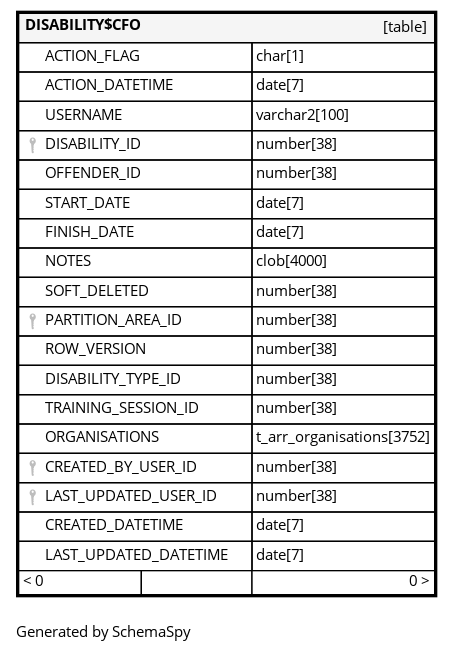 DISABILITY$CFO [table]
ACTION_FLAG char[1]
ACTION_DATETIME date[7]
USERNAME varchar2[100]
DISABILITY_ID number[38]
OFFENDER_ID number[38]
START_DATE date[7]
FINISH_DATE date[7]
NOTES clob[4000]
SOFT_DELETED number[38]
PARTITION_AREA_ID number[38]
ROW_VERSION number[38]
DISABILITY_TYPE_ID number[38]
TRAINING_SESSION_ID number[38]
ORGANISATIONS t_arr_organisations[3752]
CREATED_BY_USER_ID number[38]
LAST_UPDATED_USER_ID number[38]
CREATED_DATETIME date[7]
LAST_UPDATED_DATETIME date[7]
< 0 0 >
Generated by SchemaSpy